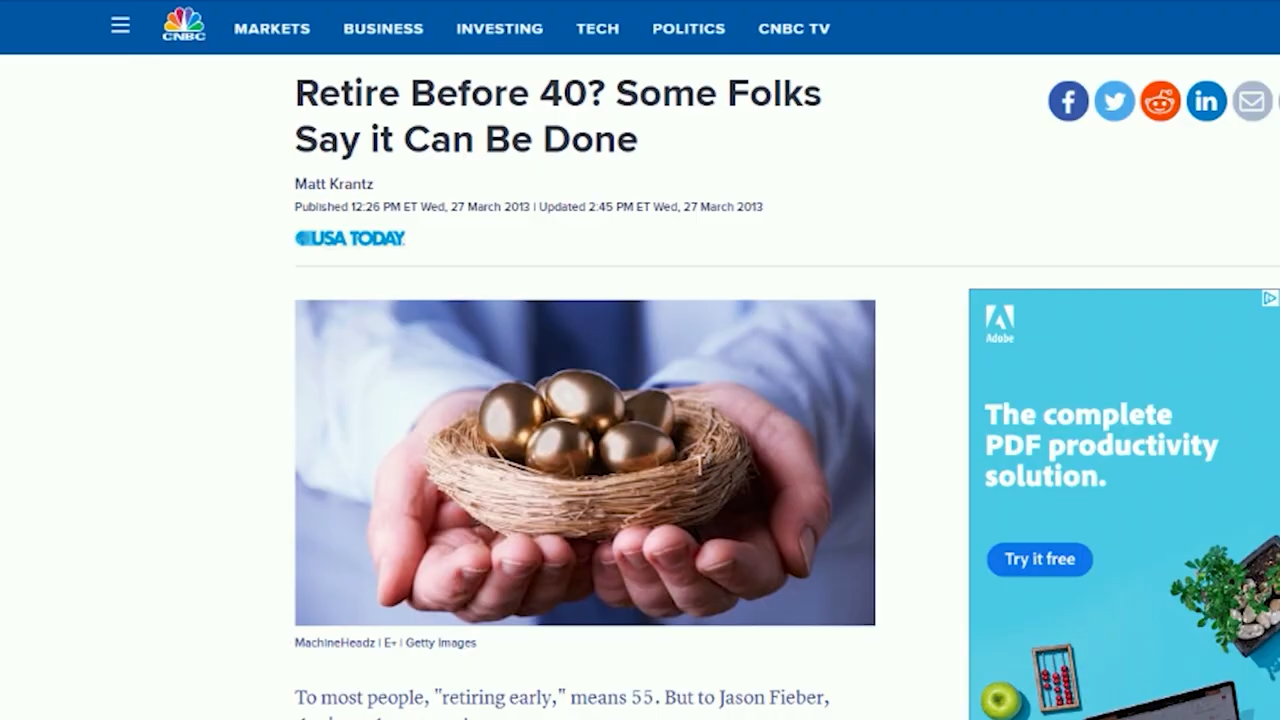 CNBC
MARKETS
BUSINESS
INVESTING
TECH
POLITICS
CNBC TV
Retire Before 40? Some Folks
Say it Can Be Done
Matt Krantz
Published 12:26 PM ET Wed, 27 March 2013 | Updated 2:45 PM ET Wed, 27 March 2013
USA TODAY
MachineHeadz | E+ | Getty Images
To most people, "retiring early," means 55. But to Jason Fieber,
Adobe
The complete
PDF productivity
solution.
Try it free